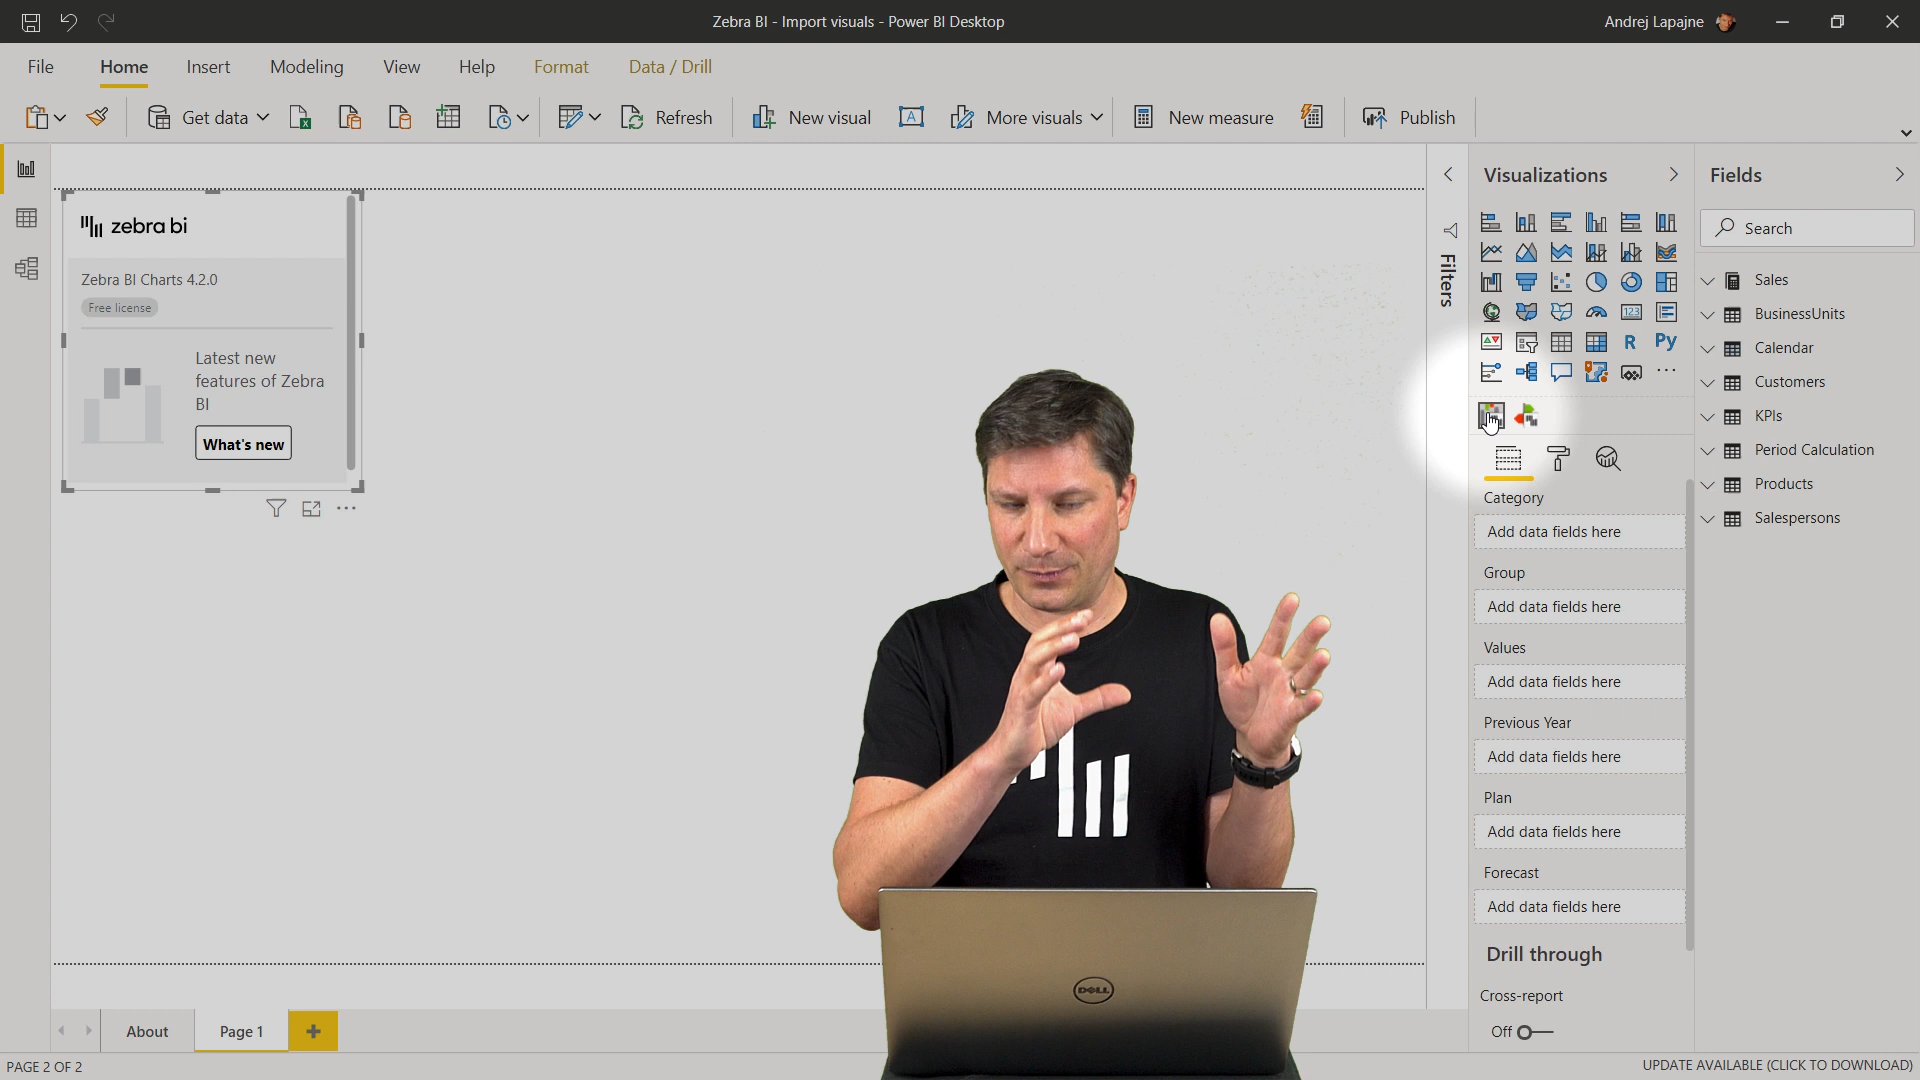 Zebra BI - Import visuals - Power BI Desktop
Andrej Lapajne
File
Home
Insert
Modeling
View
Help
Format
Data / Drill
Get data
Refresh
New visual
A
More visuals
New measure
Publish
zebra bi
Zebra BI Charts 4.2.0
Free license
Latest new
features of Zebra
BI
What's new
Filters
Visualizations
123
R
Py
Category
Add data fields here
Group
Add data fields here
Values
Add data fields here
Previous Year
Add data fields here
Plan
Add data fields here
Forecast
Add data fields here
Drill through
Cross-report
Off
Fields
Search
Sales
BusinessUnits
Calendar
Customers
KPIs
Period Calculation
Products
Salespersons
DELL
About
Page 1
PAGE 2 OF 2
UPDATE AVAILABLE (CLICK TO DOWNLOAD)